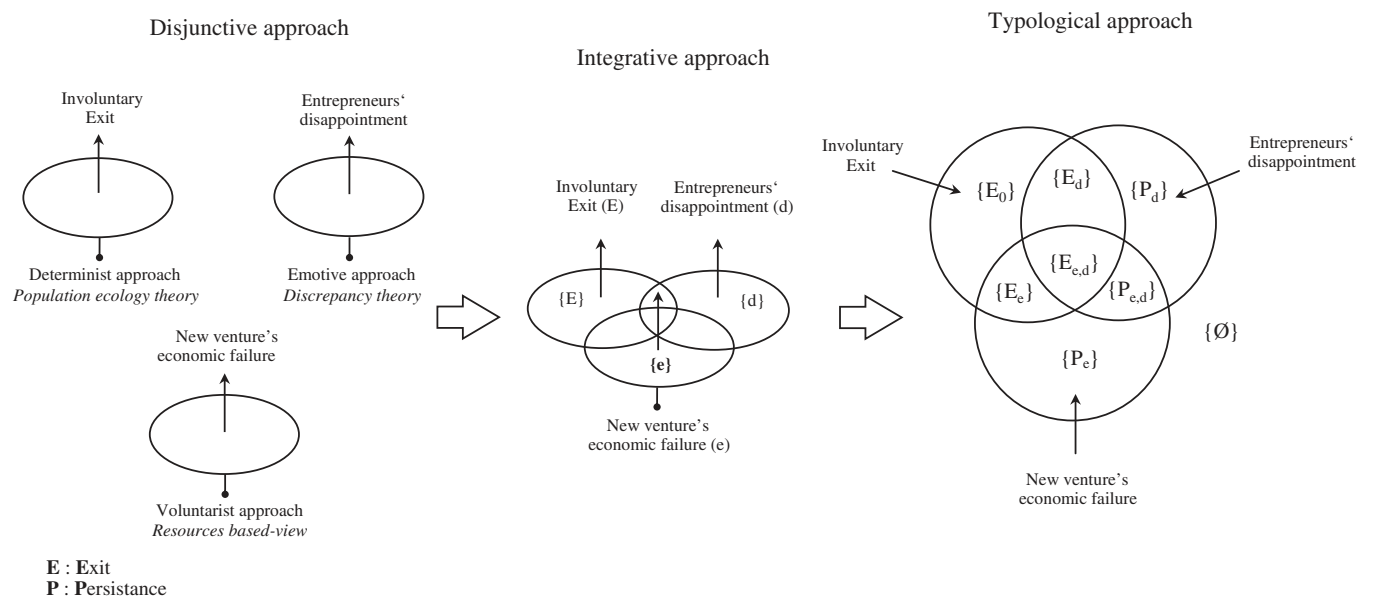 Disjunctive approach
Involuntary
Exit
Entrepreneurs‘
disappointment
Determinist approach
Population ecology theory
Emotive approach
Discrepancy theory
New venture’s
economic failure
Voluntarist approach
Resources based-view
E : Exit
P : Persistance
Integrative approach
Involuntary
Exit (E)
Entrepreneurs‘
disappointment (d)
{E}
{d}
{e}
New venture’s
economic failure (e)
Typological approach
Involuntary
Exit
Entrepreneurs‘
disappointment
{E0}
{Ed}
{Pd}
{Ee,d}
{Ee}
{Pe,d}
{Ø}
{Pe}
New venture’s
economic failure